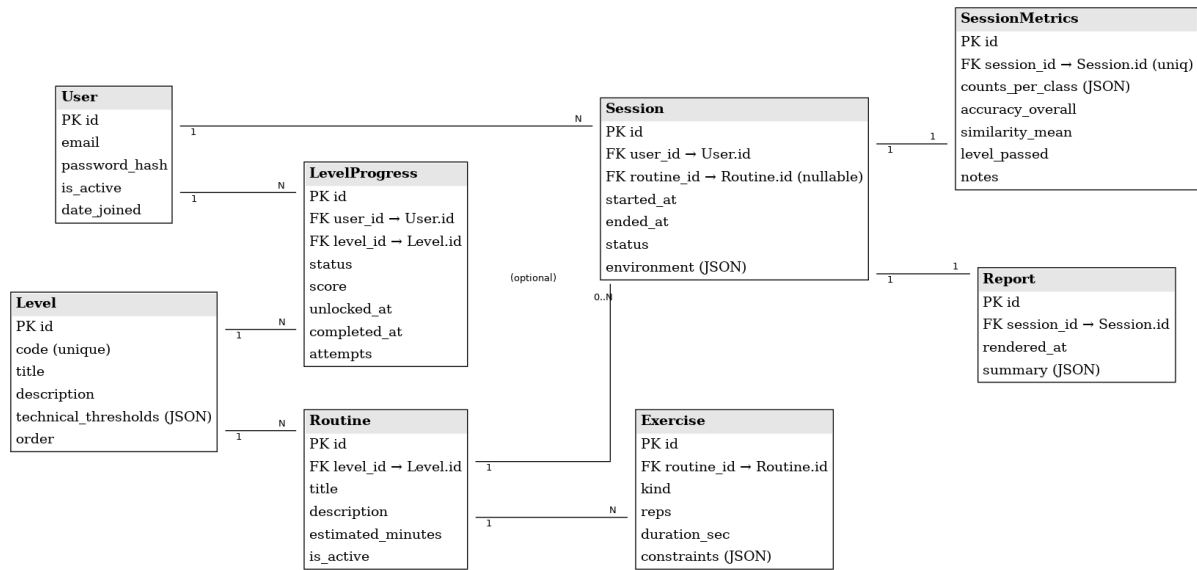 User
PK id
email
password_hash
is_active
date_joined
1
N
1
N
LevelProgress
PK id
FK user_id → User.id
FK level_id → Level.id
status
score
unlocked_at
completed_at
attempts
Level
PK id
code (unique)
title
description
technical_thresholds (JSON)
order
1
N
1
N
Routine
PK id
FK level_id → Level.id
title
description
estimated_minutes
is_active
1
(optional)
0..N
1
N
Session
PK id
FK user_id → User.id
FK routine_id → Routine.id (nullable)
started_at
ended_at
status
environment (JSON)
1
1
1
1
Exercise
PK id
FK routine_id → Routine.id
kind
reps
duration_sec
constraints (JSON)
SessionMetrics
PK id
FK session_id → Session.id (uniq)
counts_per_class (JSON)
accuracy_overall
similarity_mean
level_passed
notes
Report
PK id
FK session_id → Session.id
rendered_at
summary (JSON)